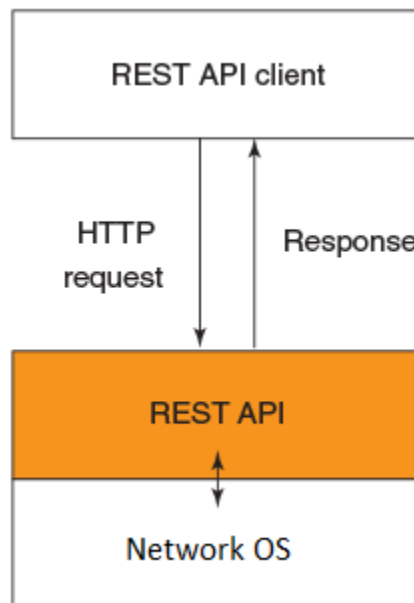 REST API client
HTTP
request
Response
REST API
Network OS